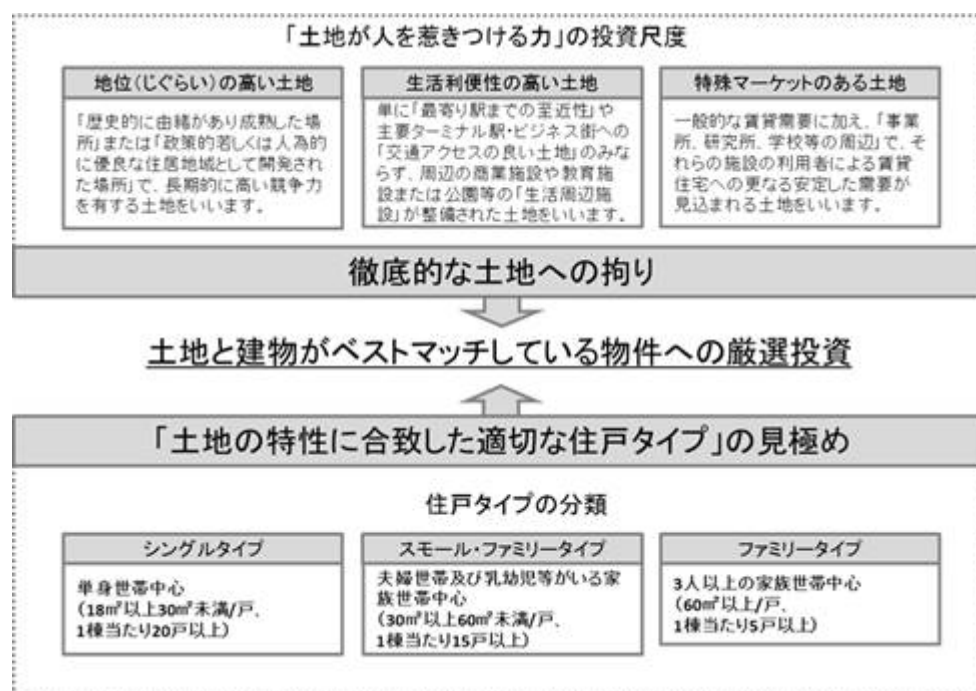 「土地が人を惹きつける力」の投資尺度
地位（じぐらい）の高い土地
「歴史的に由緒があり成熟した場
所」または「政策的若しくは人為的
に優良な住居地域として開発され
た場所」で、長期的に高い競争力
を有する土地をいいます。
生活利便性の高い土地
単に「最寄り駅までの至近性」や
主要ターミナル駅・ビジネス街への
「交通アクセスの良い土地」のみな
らず、周辺の商業施設や教育施
設または公園等の「生活周辺施
設」が整備された土地をいいます。
特殊マーケットのある土地
一般的な賃貸需要に加え、「事業
所、研究所、学校等の周辺」で、そ
れらの施設の利用者による賃貸
住宅への更なる安定した需要が
見込まれる土地をいいます。
徹底的な土地への拘り
土地と建物がベストマッチしている物件への厳選投資
「土地の特性に合致した適切な住戸タイプ」の見極め
住戸タイプの分類
シングルタイプ
単身世帯中心
（18㎡以上30㎡未満/戸、
1棟当たり20戸以上）
スモール・ファミリータイプ
夫婦世帯及び乳幼児等がいる家
族世帯中心
（30㎡以上60㎡未満/戸、
1棟当たり15戸以上）
ファミリータイプ
3人以上の家族世帯中心
（60㎡以上/戸、
1棟当たり5戸以上）